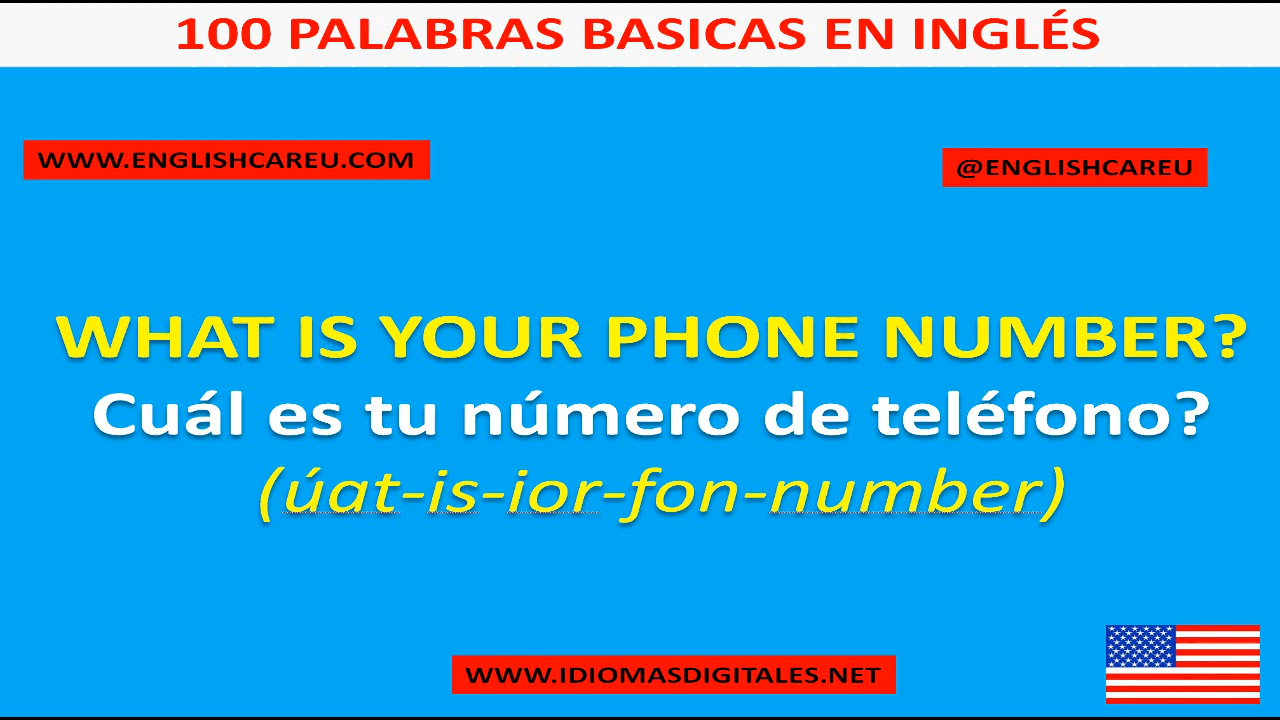 100 PALABRAS BASICAS EN INGLÉS
WWW.ENGLISHCAREU.COM
@ENGLISHCAREU
WHAT IS YOUR PHONE NUMBER?
Cuál es tu número de teléfono?
(úat-is-ior-fon-number)
WWW.IDIOMASDIGITALES.NET